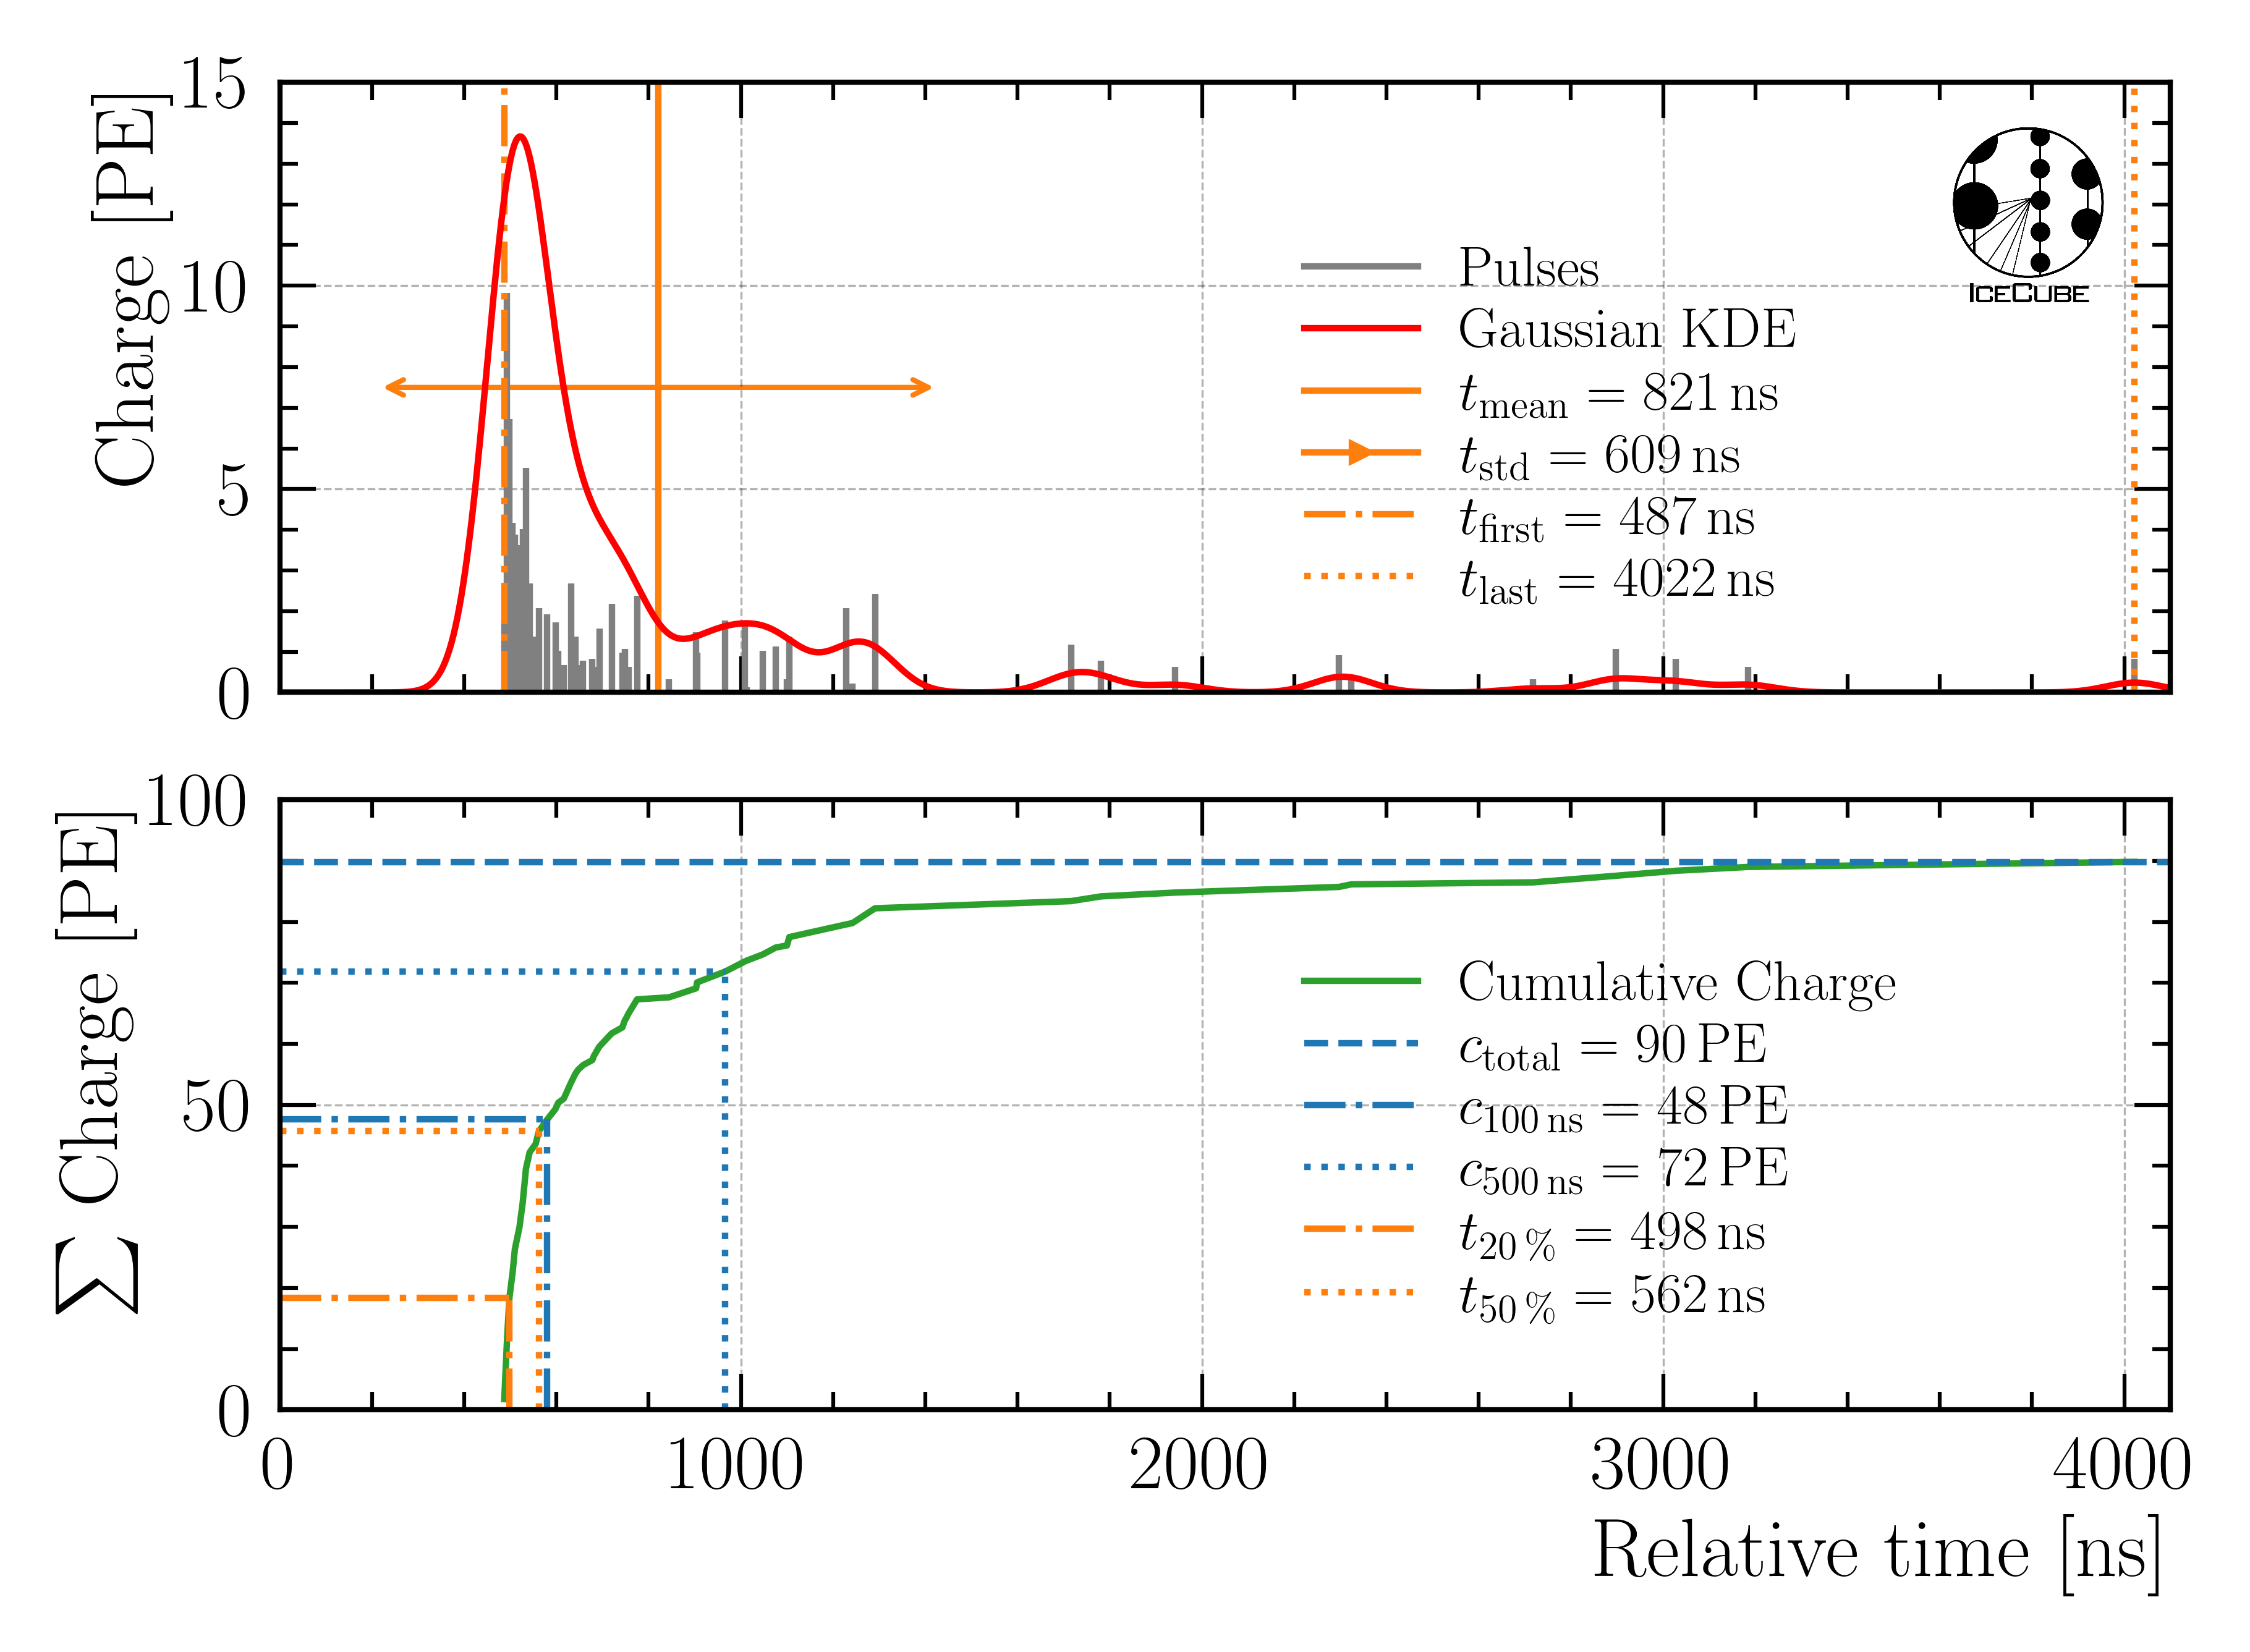 Charge [PE]
15
10
5
0
Pulses
Gaussian KDE
t_mean = 821 ns
t_std = 609 ns
t_first = 487 ns
t_last = 4022 ns
ICECUBE
∑ Charge [PE]
100
50
0
Cumulative Charge
c_total = 90 PE
c_100 ns = 48 PE
c_500 ns = 72 PE
t_20 % = 498 ns
t_50 % = 562 ns
0 1000 2000 3000 4000
Relative time [ns]